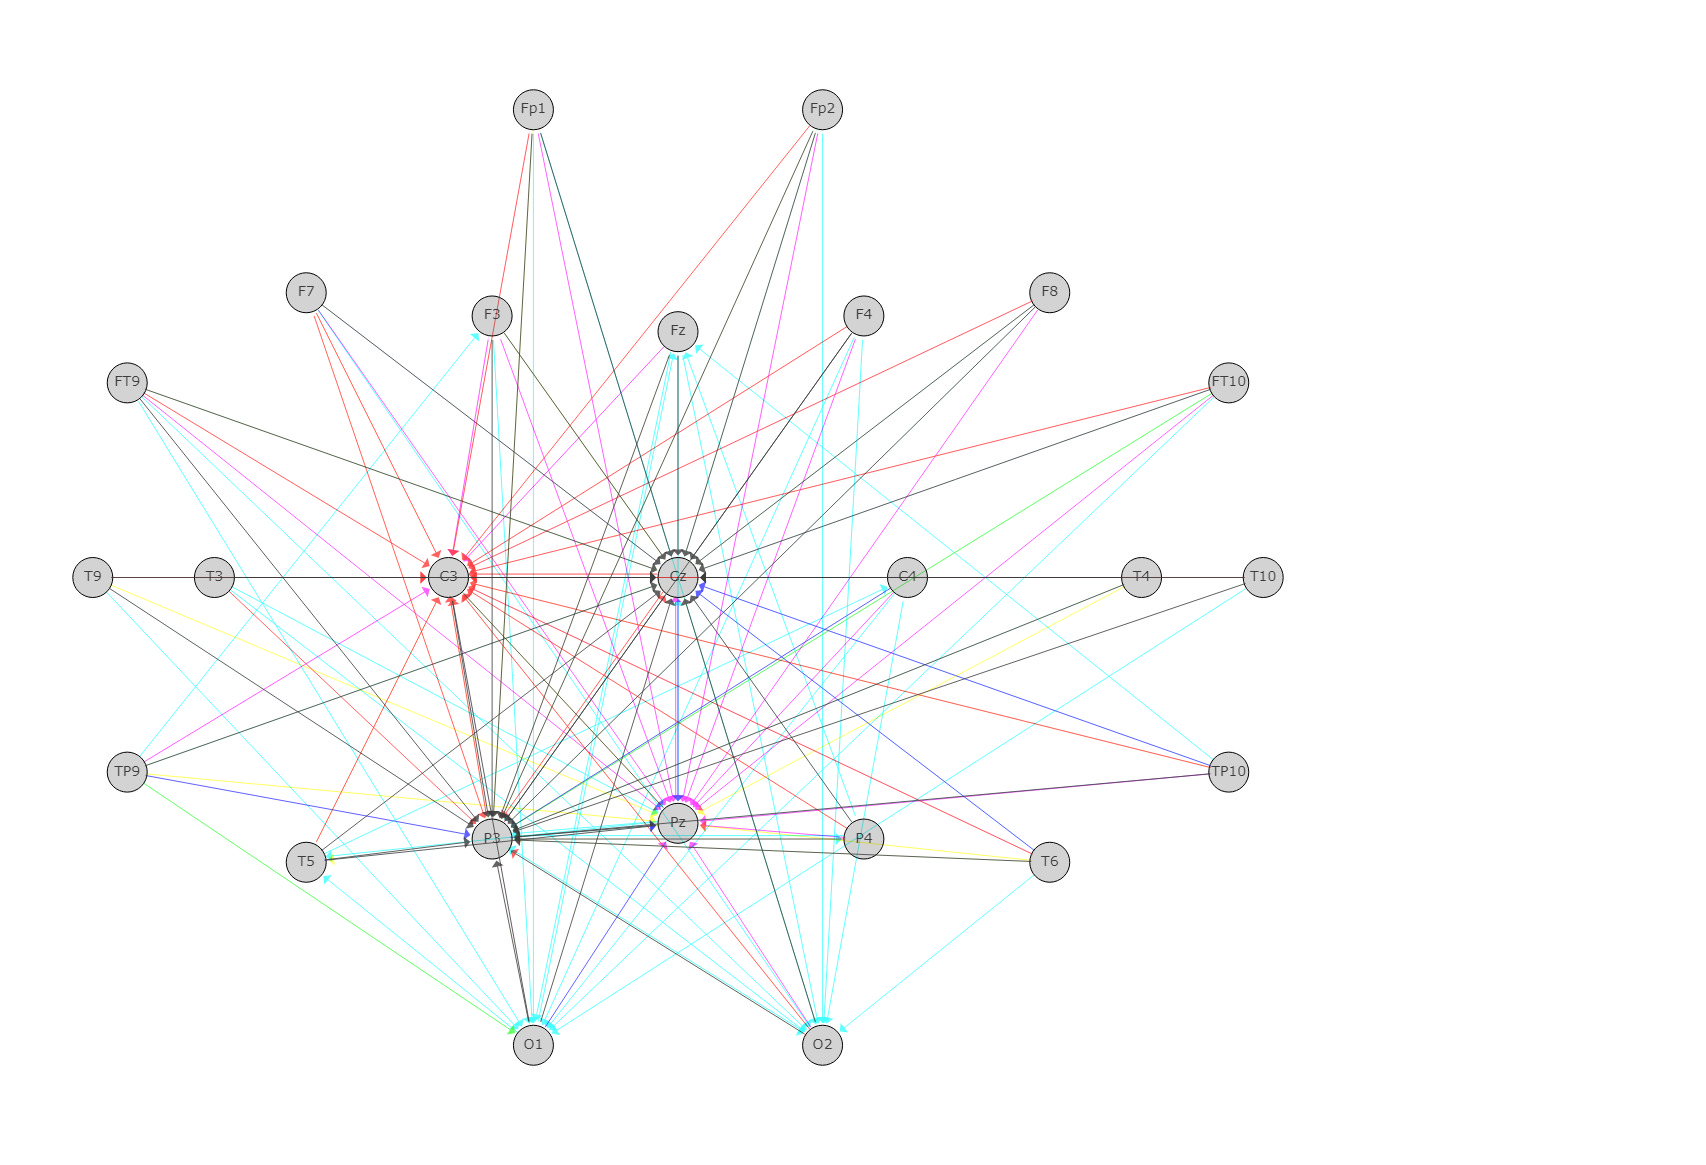 Fp1 Fp2
F7 F3 Fz F4 F8
FT9 FT10
T9 T3 C3 Cz C4 T4 T10
TP9 TP10
T5 P3 Pz P4 T6
O1 O2